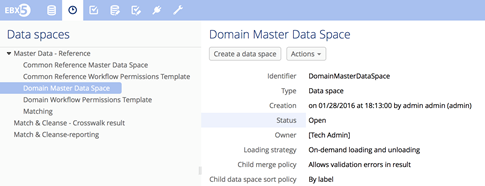 EBX5
Data spaces
Master Data - Reference
Common Reference Master Data Space
Common Reference Workflow Permissions Template
Domain Master Data Space
Domain Workflow Permissions Template
Matching
Match & Cleanse - Crosswalk result
Match & Cleanse-reporting
Domain Master Data Space
Create a data space
Actions
Identifier DomainMasterDataSpace
Type Data space
Creation on 01/28/2016 at 18:13:00 by admin admin (admin)
Status Open
Owner [Tech Admin]
Loading strategy On-demand loading and unloading
Child merge policy Allows validation errors in result
Child data space sort policy By label